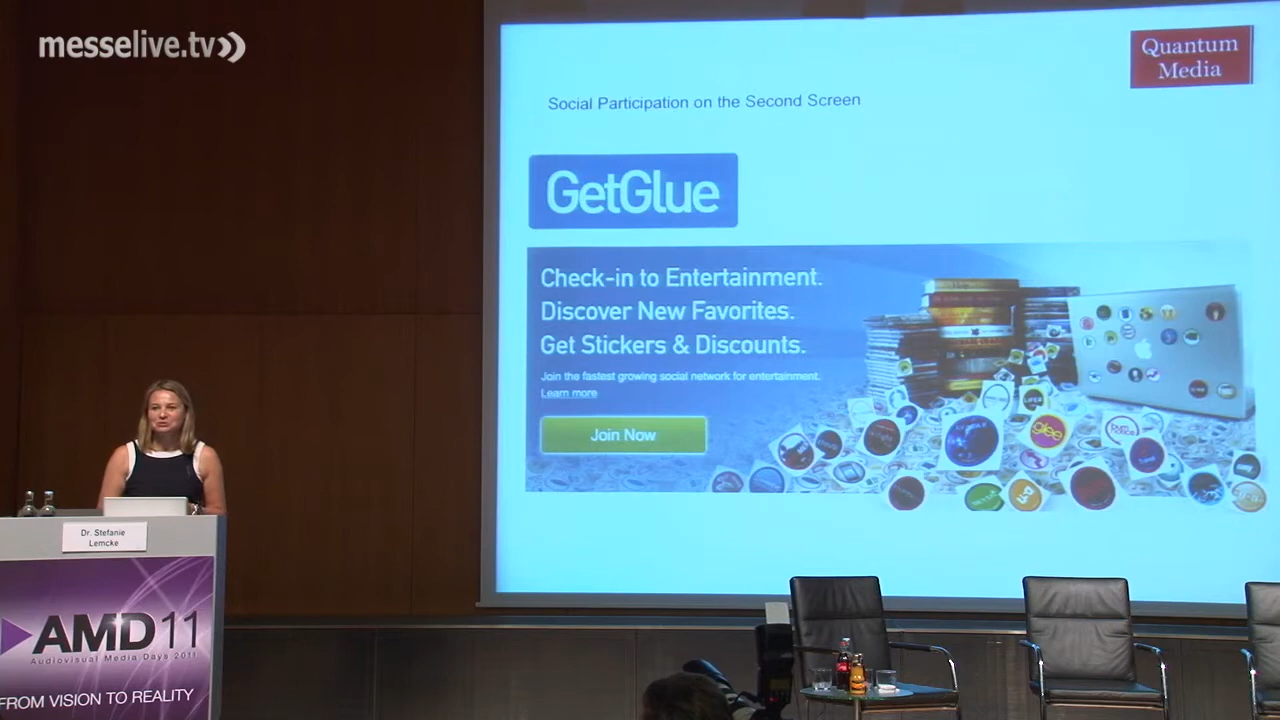 messelive.tv
Quantum
Media
Social Participation on the Second Screen
GetGlue
Check-in to Entertainment.
Discover New Favorites.
Get Stickers & Discounts.
Join the fastest growing social network for entertainment.
Learn more
Join Now
glee
Dr. Stefanie
Lemcke
AMD11
Audiovisual Media Days 2011
FROM VISION TO REALITY